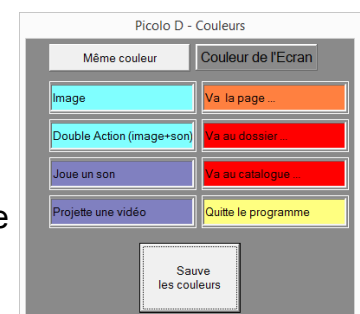 Picolo D - Couleurs
Même couleur
Couleur de l'Ecran
Image
Va la page ...
Double Action (image+son)
Va au dossier ...
Joue un son
Va au catalogue ...
Projette une vidéo
Quitte le programme
e
Sauve
les couleurs